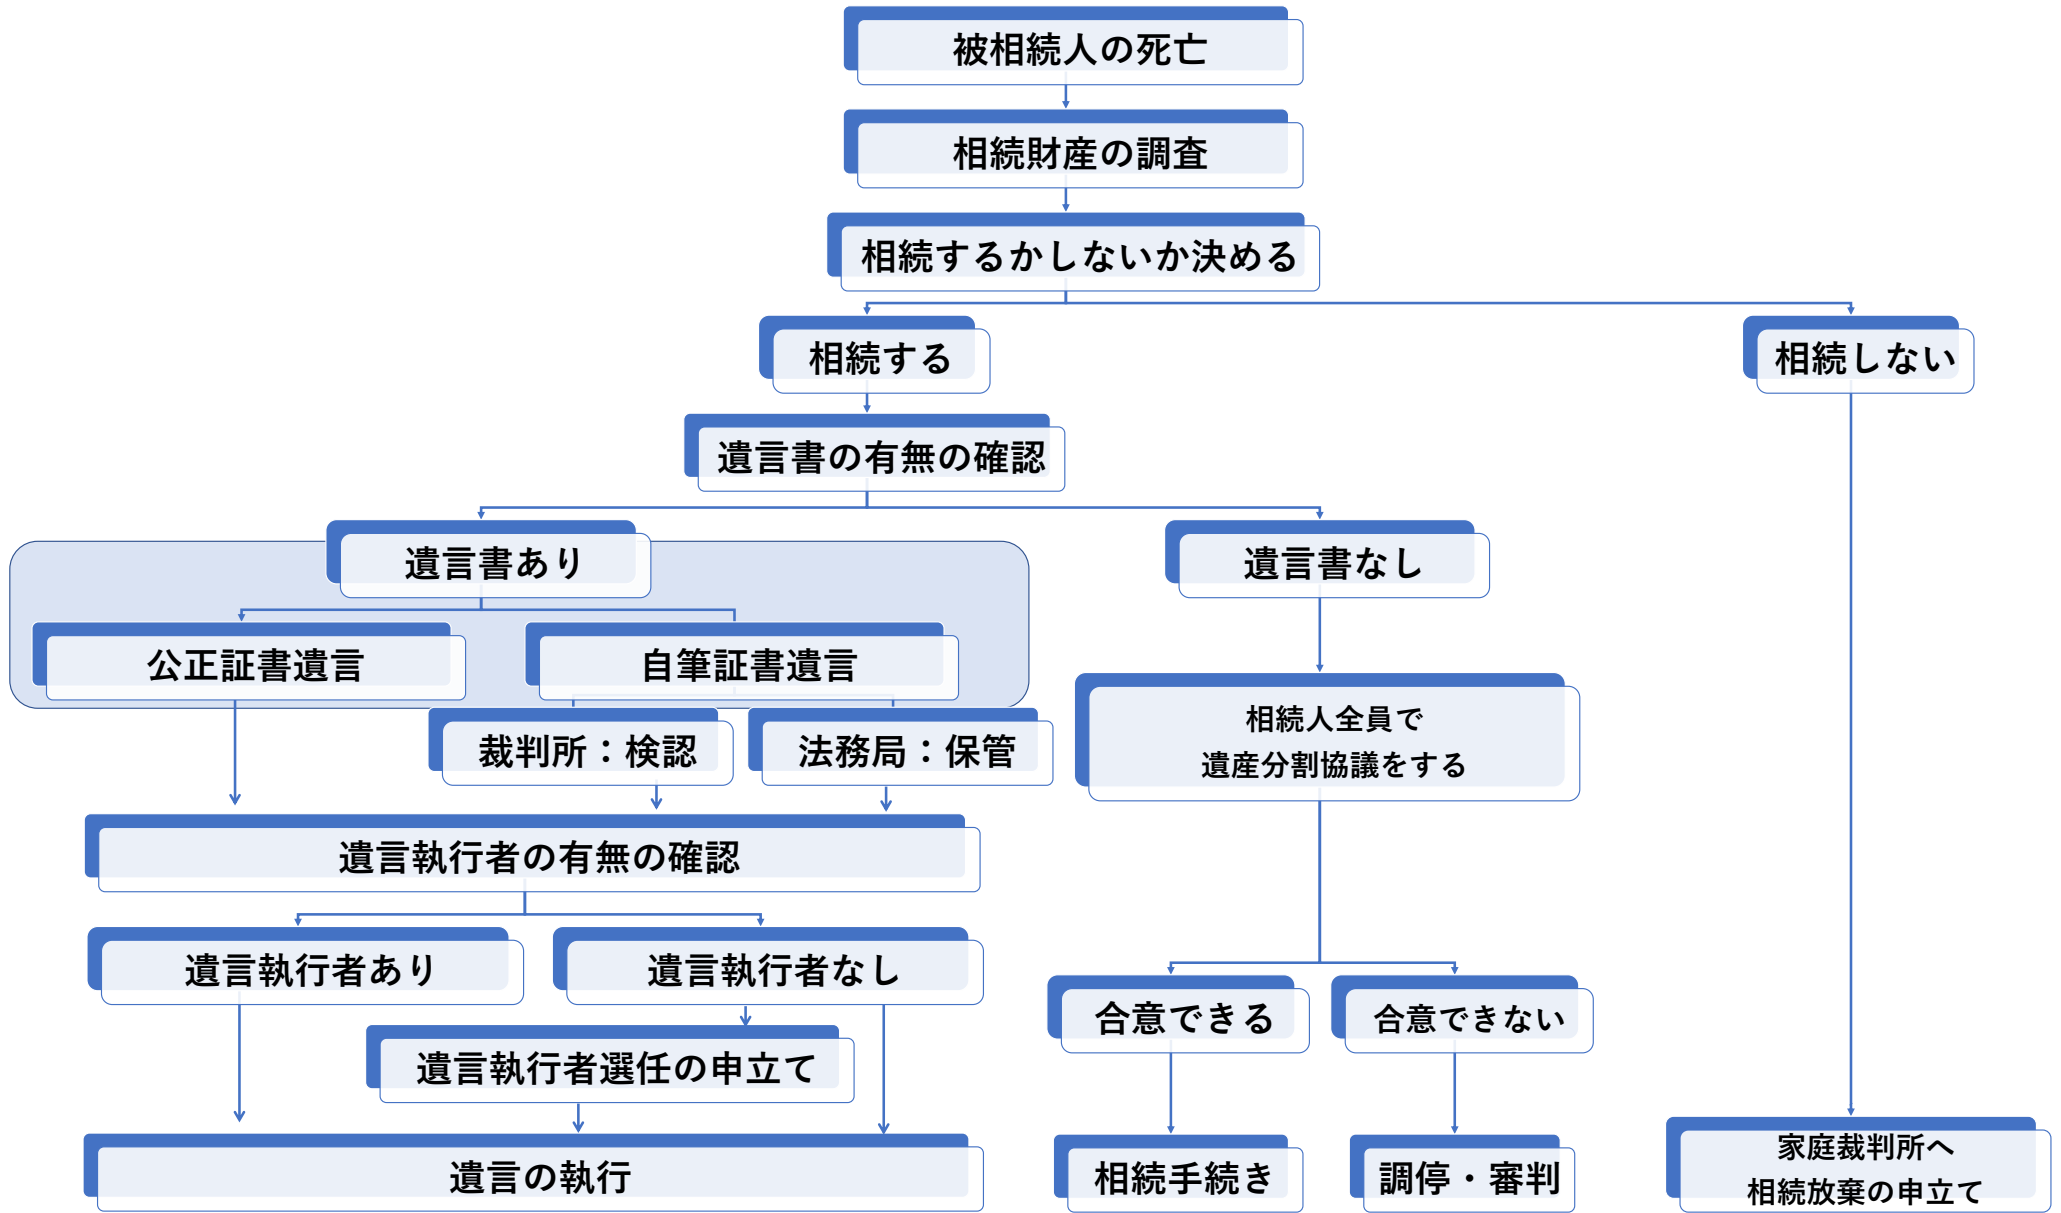 被相続人の死亡
相続財産の調査
相続するかしないか決める
相続する
相続しない
遺言書の有無の確認
遺言書あり
遺言書なし
公正証書遺言
自筆証書遺言
相続人全員で
遺産分割協議をする
裁判所：検認
法務局：保管
遺言執行者の有無の確認
遺言執行者あり
遺言執行者なし
合意できる
合意できない
遺言執行者選任の申立て
遺言の執行
相続手続き
調停・審判
家庭裁判所へ
相続放棄の申立て